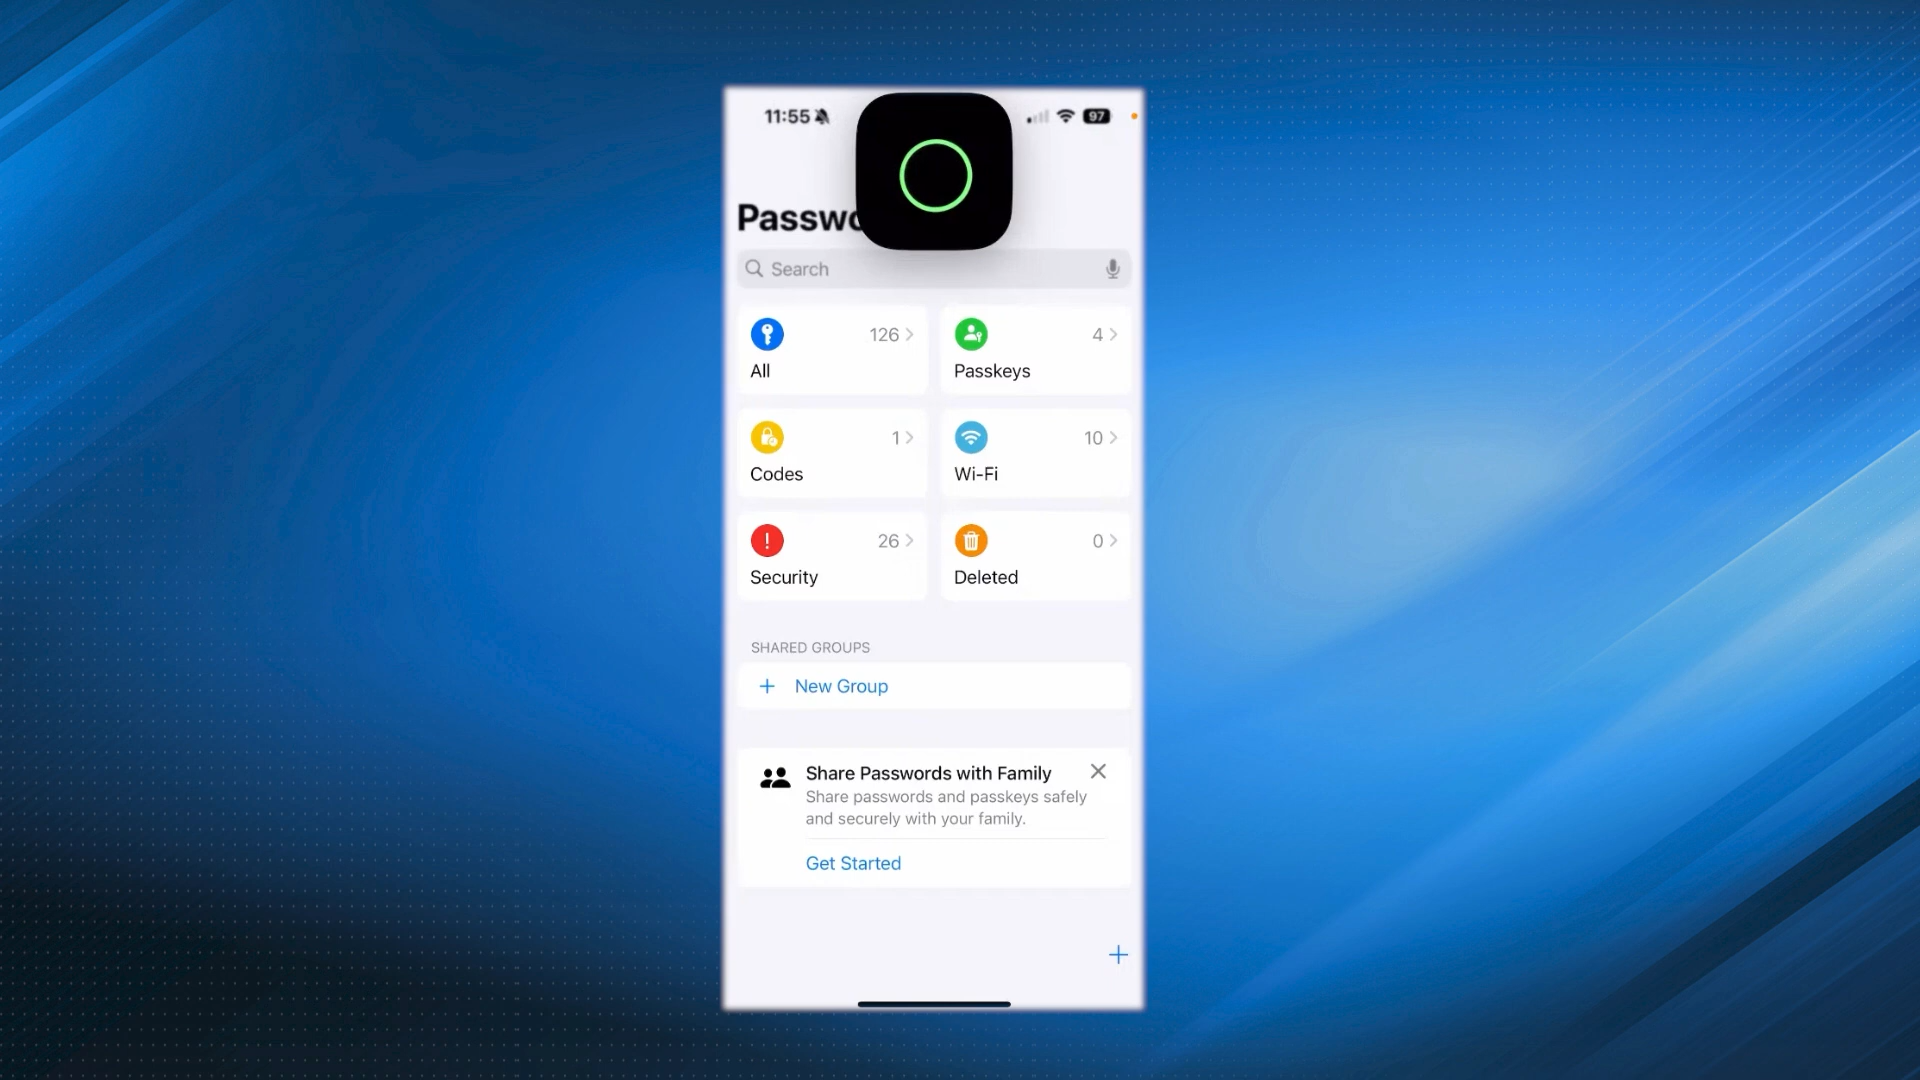 11:55
97
Passwo
Search
126
All
4
Passkeys
1
Codes
10
Wi-Fi
26
Security
0
Deleted
SHARED GROUPS
+ New Group
Share Passwords with Family
Share passwords and passkeys safely
and securely with your family.
Get Started